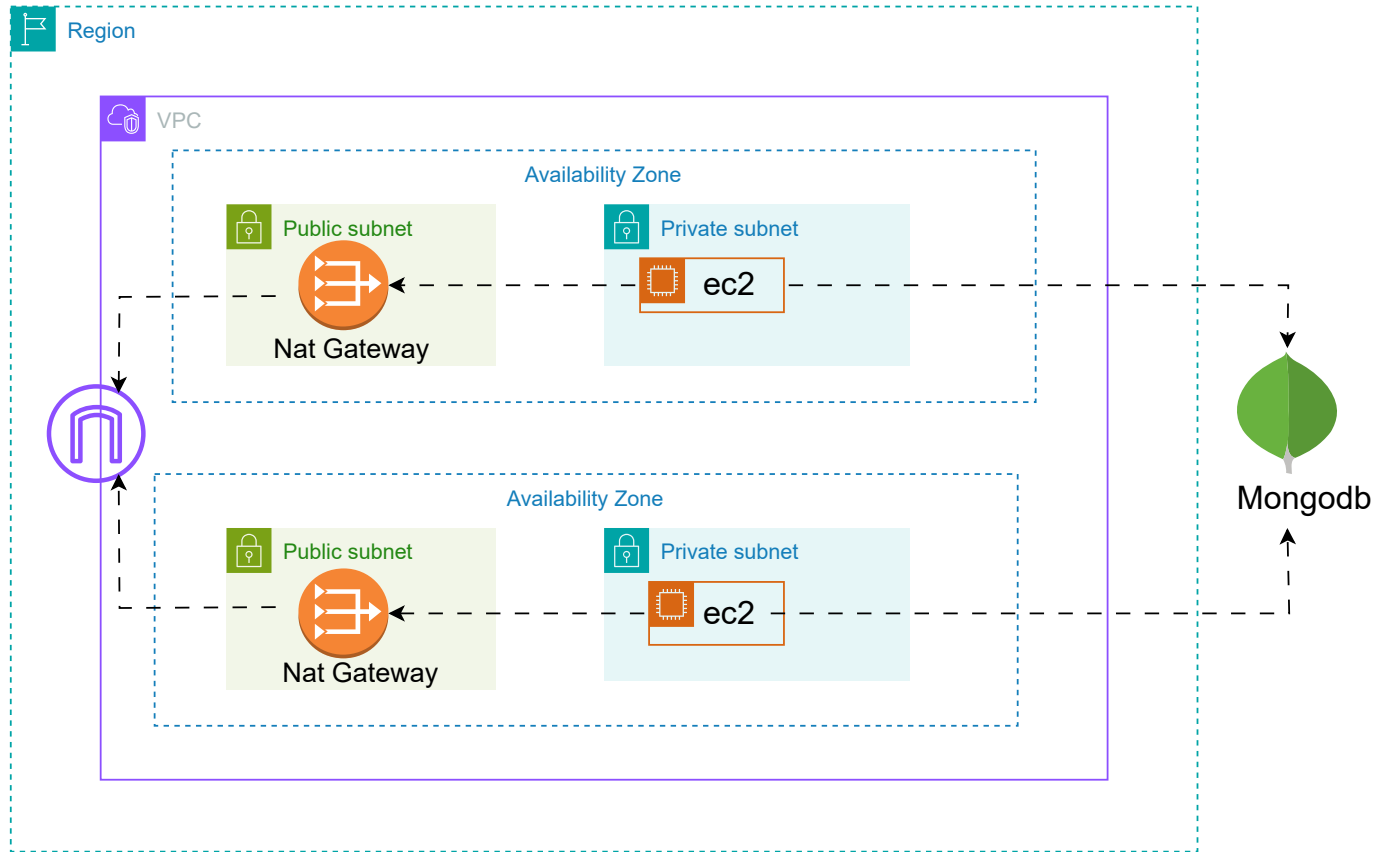 Region
VPC
Availability Zone
Public subnet
Private subnet
ec2
Nat Gateway
Availability Zone
Mongodb
Public subnet
Private subnet
ec2
Nat Gateway